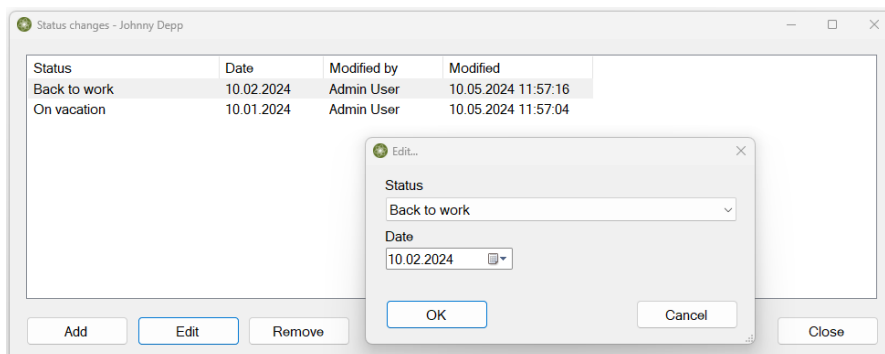 Status changes - Johnny Depp
Status Date Modified by Modified
Back to work 10.02.2024 Admin User 10.05.2024 11:57:16
On vacation 10.01.2024 Admin User 10.05.2024 11:57:04
Edit...
Status
Back to work
Date
10.02.2024
OK Cancel
Add Edit Remove Close